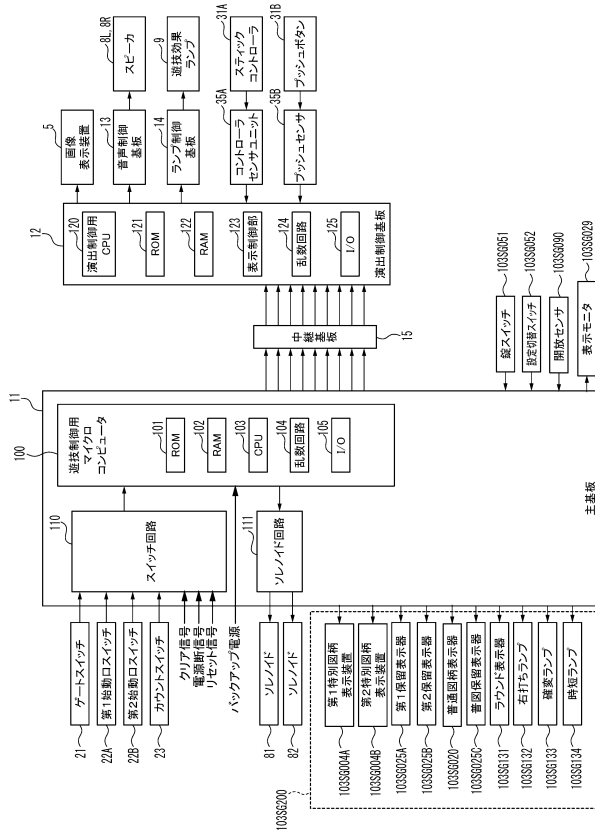 5
画像
表示装置
8L, 8R
スピーカ
13
音声制御
基板
9
遊技効果
ランプ
14
ランプ制御
基板
31A
スティック
コントローラ
35A
コントローラ
センサユニット
31B
プッシュボタン
35B
プッシュセンサ
12
120
演出制御用
CPU
121
ROM
122
RAM
123
表示制御部
124
乱数回路
125
I/O
演出制御基板
中継基板
15
11
100
遊技制御用
マイクロ
コンピュータ
101
ROM
102
RAM
103
CPU
104
乱数回路
105
I/O
110
スイッチ回路
111
ソレノイド回路
主基板
103SG051
錠スイッチ
103SG052
設定切替スイッチ
103SG090
開放センサ
103SG029
表示モニタ
ゲートスイッチ
21
第1始動口スイッチ
22A
第2始動口スイッチ
22B
カウントスイッチ
23
クリア信号
電源断信号
リセット信号
バックアップ電源
ソレノイド
81
ソレノイド
82
第1特別図柄
表示装置
103SG004A
第2特別図柄
表示装置
103SG004B
第1保留表示器
103SG025A
第2保留表示器
103SG025B
普通図柄表示器
103SG020
普図保留表示器
103SG025C
ラウンド表示器
103SG131
右打ちランプ
103SG132
確変ランプ
103SG133
時短ランプ
103SG134
103SG200